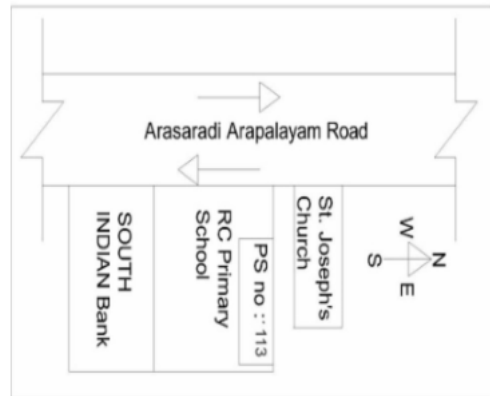 Arasaradi Arapalayam Road
SOUTH
INDIAN Bank
RC Primary
School
PS no :' 113
St. Joseph's
Church
N
W
S
E